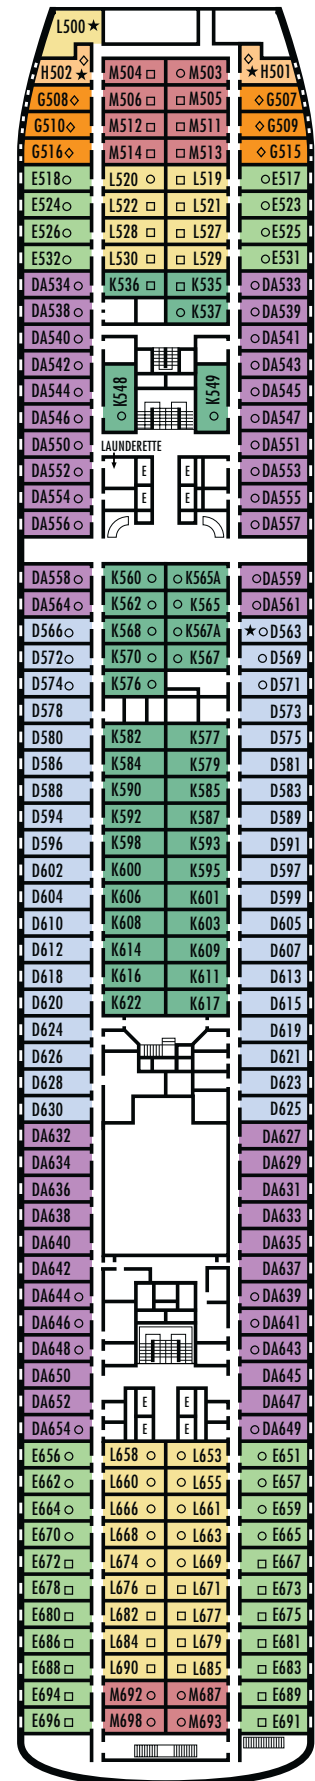 L500★
◇ ◇
H502★ M504□ ○M503 ★H501
G508◇ M506□ □M505 ◇G507
G510◇ M512□ □M511 ◇G509
G516◇ M514□ □M513 ◇G515
E518○ L520○ □L519 ○E517
E524○ L522□ □L521 ○E523
E526○ L528□ □L527 ○E525
E532○ L530□ □L529 ○E531
DA534○ K536□ □K535 ○DA533
DA538○ ○K537 ○DA539
DA540○ ○DA541
DA542○ ○DA543
DA544○ ○K548 ○K549 ○DA545
DA546○ ○DA547
DA550○ LAUNDERETTE ○DA551
DA552○ E E ○DA553
DA554○ E E ○DA555
DA556○ ○DA557
DA558○ K560○ ○K565A ○DA559
DA564○ K562○ ○K565 ○DA561
D566○ K568○ ○K567A ★○D563
D572○ K570○ ○K567 ○D569
D574○ K576○ ○D571
D578 D573
D580 K582 K577 D575
D586 K584 K579 D581
D588 K590 K585 D583
D594 K592 K587 D589
D596 K598 K593 D591
D602 K600 K595 D597
D604 K606 K601 D599
D610 K608 K603 D605
D612 K614 K609 D607
D618 K616 K611 D613
D620 K622 K617 D615
D624 D619
D626 D621
D628 D623
D630 D625
DA632 DA627
DA634 DA629
DA636 DA631
DA638 DA633
DA640 DA635
DA642 DA637
DA644○ ○DA639
DA646○ ○DA641
DA648○ ○DA643
DA650 DA645
DA652 E E DA647
DA654○ E E ○DA649
E656○ L658○ ○L653 ○E651
E662○ L660○ ○L655 ○E657
E664○ L666○ ○L661 ○E659
E670○ L668○ ○L663 ○E665
E672□ L674○ ○L669 □E667
E678□ L676□ □L671 □E673
E680□ L682□ □L677 □E675
E686□ L684□ □L679 □E681
E688□ L690□ □L685 □E683
E694□ M692○ ○M687 □E689
E696□ M698○ ○M693 □E691